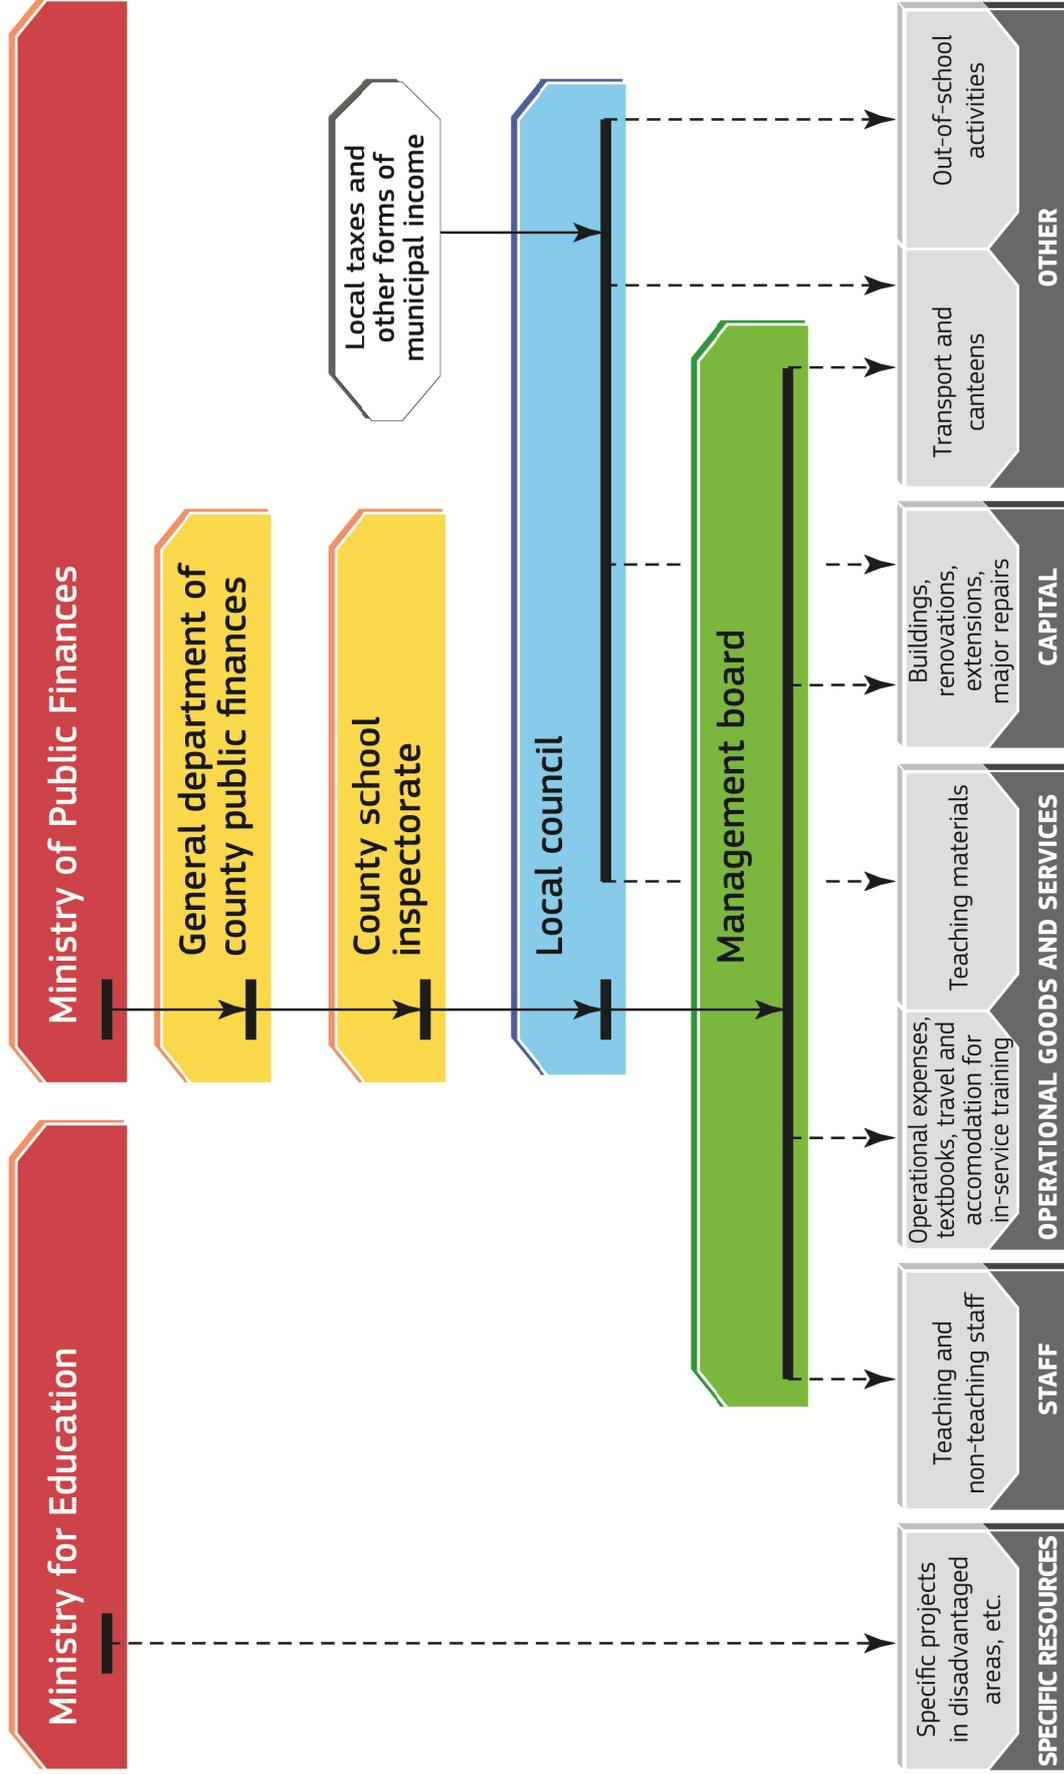 Ministry for Education
Ministry of Public Finances
General department of
county public finances
County school
inspectorate
Local taxes and
other forms of
municipal income
Local council
Management board
Specific projects
in disadvantaged
areas, etc.
Teaching and
non-teaching staff
Operational expenses,
textbooks, travel and
accomodation for
in-service training
Teaching materials
Buildings,
renovations,
extensions,
major repairs
Transport and
canteens
Out-of-school
activities
SPECIFIC RESOURCES
STAFF
OPERATIONAL GOODS AND SERVICES
CAPITAL
OTHER